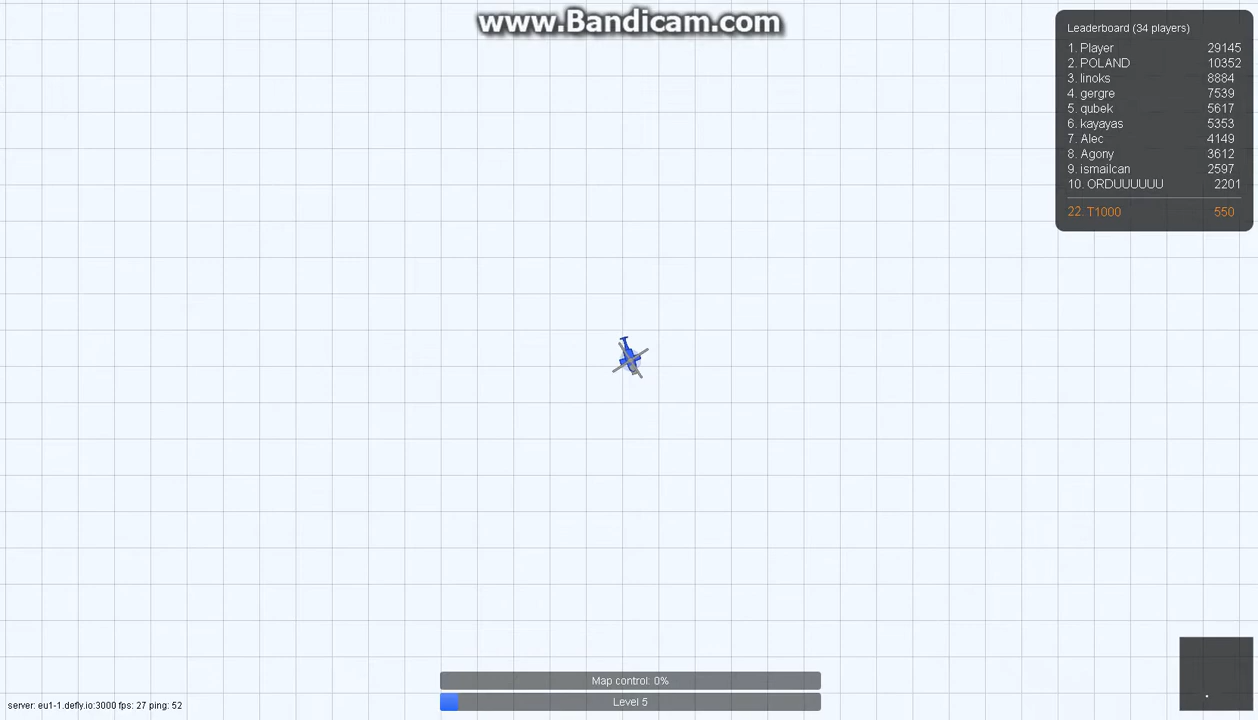 www.Bandicam.com
Leaderboard (34 players)
1. Player 29145
2. POLAND 10352
3. linoks 8884
4. gergre 7539
5. qubek 5617
6. kayayas 5353
7. Alec 4149
8. Agony 3612
9. ismailcan 2597
10. ORDUUUUUU 2201
22. T1000 550
Map control: 0%
Level 5
server: eu1-1.defly.io:3000 fps: 27 ping: 52